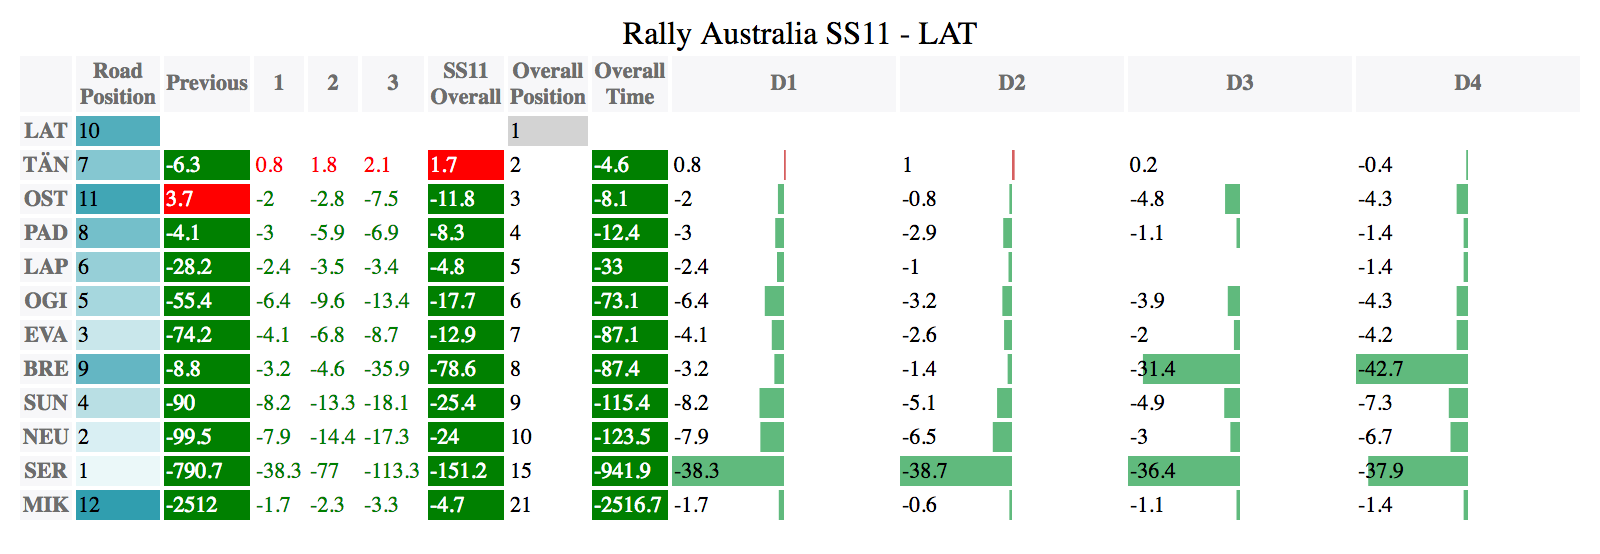 Rally Australia SS11 - LAT
Road Position Previous 1 2 3 SS11 Overall Overall Position Overall Time D1 D2 D3 D4
LAT 10 1
TÄN 7 -6.3 0.8 1.8 2.1 1.7 2 -4.6 0.8 1 0.2 -0.4
OST 11 3.7 -2 -2.8 -7.5 -11.8 3 -8.1 -2 -0.8 -4.8 -4.3
PAD 8 -4.1 -3 -5.9 -6.9 -8.3 4 -12.4 -3 -2.9 -1.1 -1.4
LAP 6 -28.2 -2.4 -3.5 -3.4 -4.8 5 -33 -2.4 -1 -1.4
OGI 5 -55.4 -6.4 -9.6 -13.4 -17.7 6 -73.1 -6.4 -3.2 -3.9 -4.3
EVA 3 -74.2 -4.1 -6.8 -8.7 -12.9 7 -87.1 -4.1 -2.6 -2 -4.2
BRE 9 -8.8 -3.2 -4.6 -35.9 -78.6 8 -87.4 -3.2 -1.4 -31.4 -42.7
SUN 4 -90 -8.2 -13.3 -18.1 -25.4 9 -115.4 -8.2 -5.1 -4.9 -7.3
NEU 2 -99.5 -7.9 -14.4 -17.3 -24 10 -123.5 -7.9 -6.5 -3 -6.7
SER 1 -790.7 -38.3 -77 -113.3 -151.2 15 -941.9 -38.3 -38.7 -36.4 -37.9
MIK 12 -2512 -1.7 -2.3 -3.3 -4.7 21 -2516.7 -1.7 -0.6 -1.1 -1.4